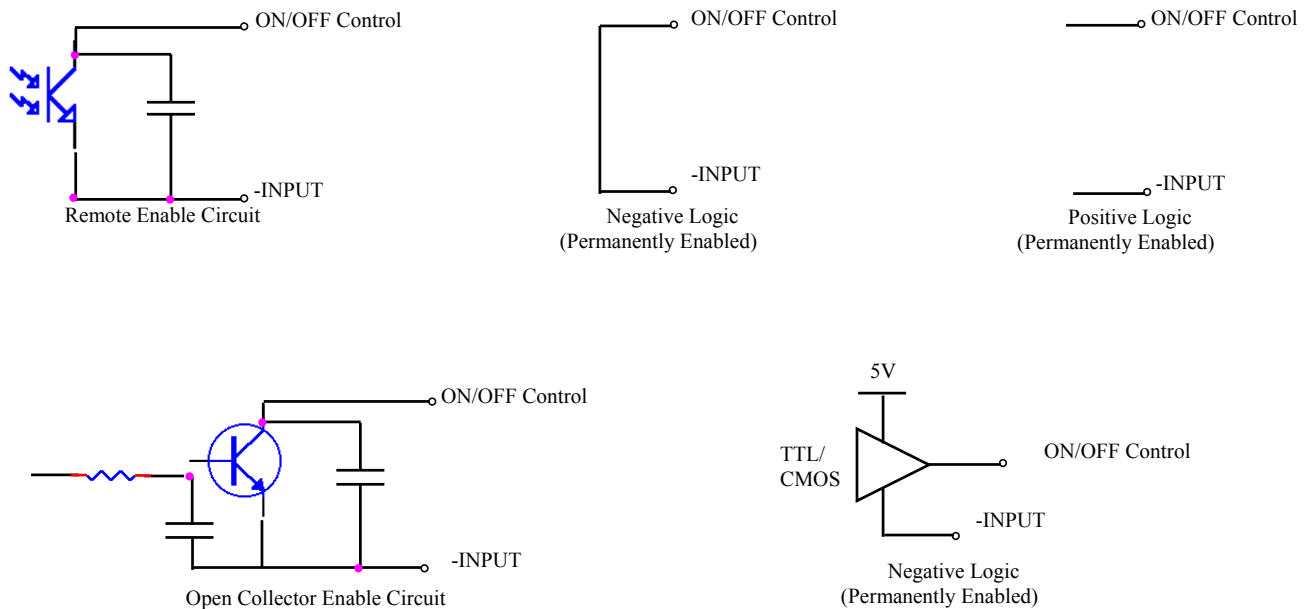 ON/OFF Control
-INPUT
Remote Enable Circuit
ON/OFF Control
-INPUT
Negative Logic
(Permanently Enabled)
ON/OFF Control
-INPUT
Positive Logic
(Permanently Enabled)
ON/OFF Control
-INPUT
Open Collector Enable Circuit
5V
TTL/
CMOS
ON/OFF Control
-INPUT
Negative Logic
(Permanently Enabled)